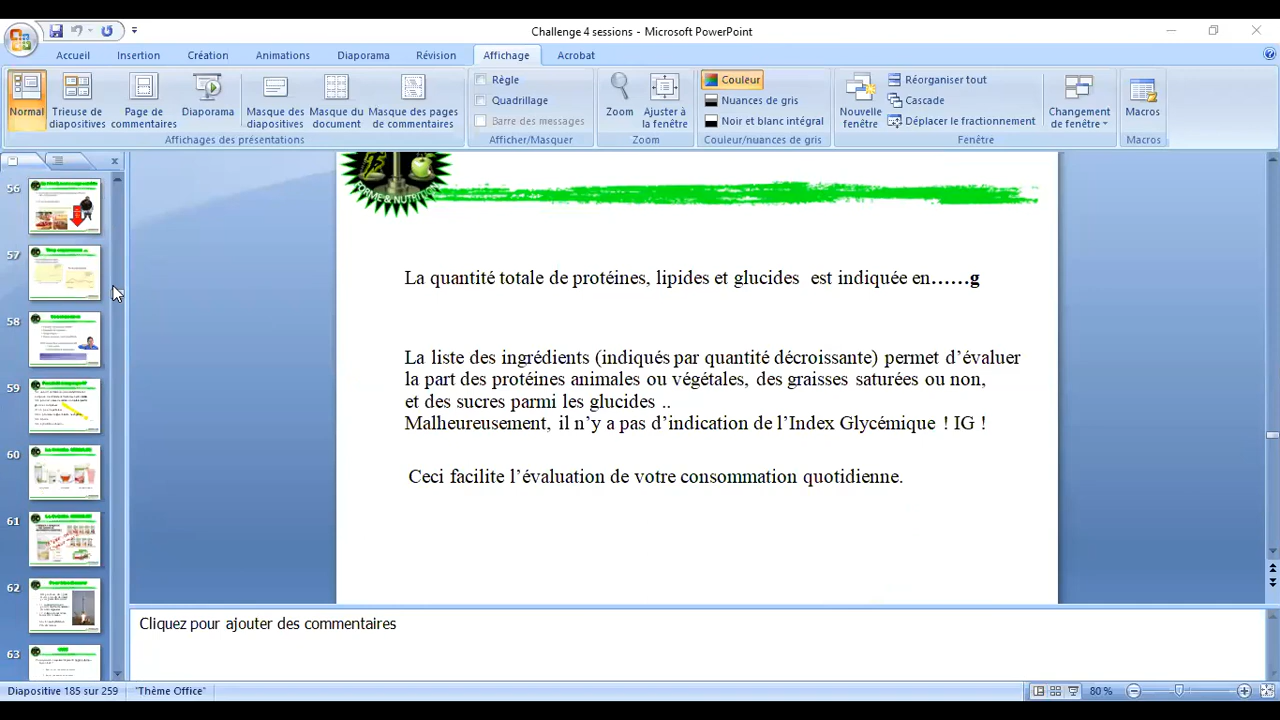 Challenge 4 sessions - Microsoft PowerPoint
Accueil Insertion Création Animations Diaporama Révision Affichage Acrobat
Normal
Trieuse de diapositives
Page de commentaires
Diaporama
Masque des diapositives
Masque du document
Masque des pages de commentaires
Affichages des présentations
Règle
Quadrillage
Barre des messages
Afficher/Masquer
Zoom
Ajuster à la fenêtre
Zoom
Couleur
Nuances de gris
Noir et blanc intégral
Couleur/nuances de gris
Nouvelle fenêtre
Réorganiser tout
Cascade
Déplacer le fractionnement
Changement de fenêtre
Fenêtre
Macros
Macros
56
57
58
59
60
61
62
63
FORME & NUTRITION
La quantité totale de protéines, lipides et glucides est indiquée en……g
La liste des ingrédients (indiqués par quantité décroissante) permet d’évaluer
la part des protéines animales ou végétales, des graisses saturées ou non,
et des sucres parmi les glucides ..
Malheureusement, il n’y a pas d’indication de l’Index Glycémique ! IG !
Ceci facilite l’évaluation de votre consommation quotidienne.
Cliquez pour ajouter des commentaires
Diapositive 185 sur 259 "Thème Office" 80 %